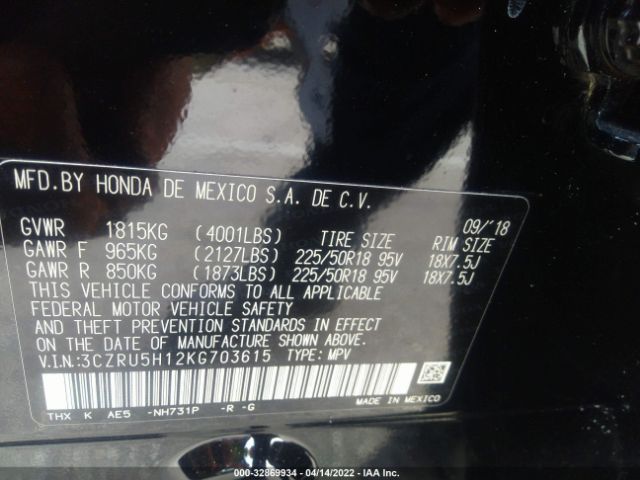 MFD.BY HONDA DE MEXICO S.A. DE C.V.
09/'18
GVWR 1815KG (4001LBS) TIRE SIZE RIM SIZE
GAWR F 965KG (2127LBS) 225/50R18 95V 18X7.5J
GAWR R 850KG (1873LBS) 225/50R18 95V 18X7.5J
THIS VEHICLE CONFORMS TO ALL APPLICABLE
FEDERAL MOTOR VEHICLE SAFETY
AND THEFT PREVENTION STANDARDS IN EFFECT
ON THE DATE OF MANUFACTURE SHOWN ABOVE.
V.I.N.:3CZRU5H12KG703615 TYPE: MPV
THX K AE5 -NH731P -R -G
MADE IN MEXICO
000-32869934 - 04/14/2022 - IAA Inc.